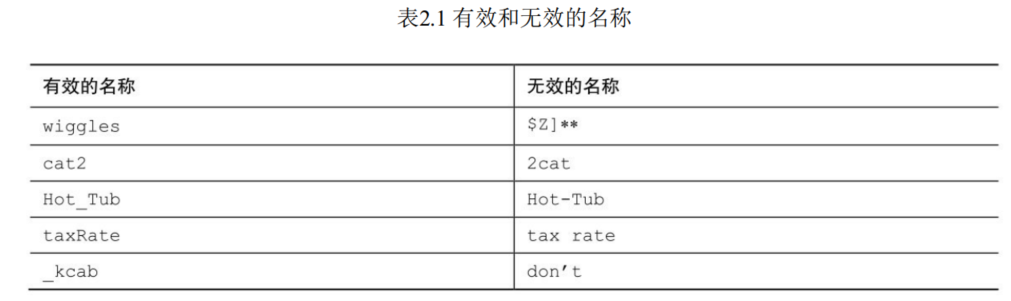 表2.1 有效和无效的名称
有效的名称 无效的名称
wiggles $Z]**
cat2 2cat
Hot_Tub Hot-Tub
taxRate tax rate
_kcab don't